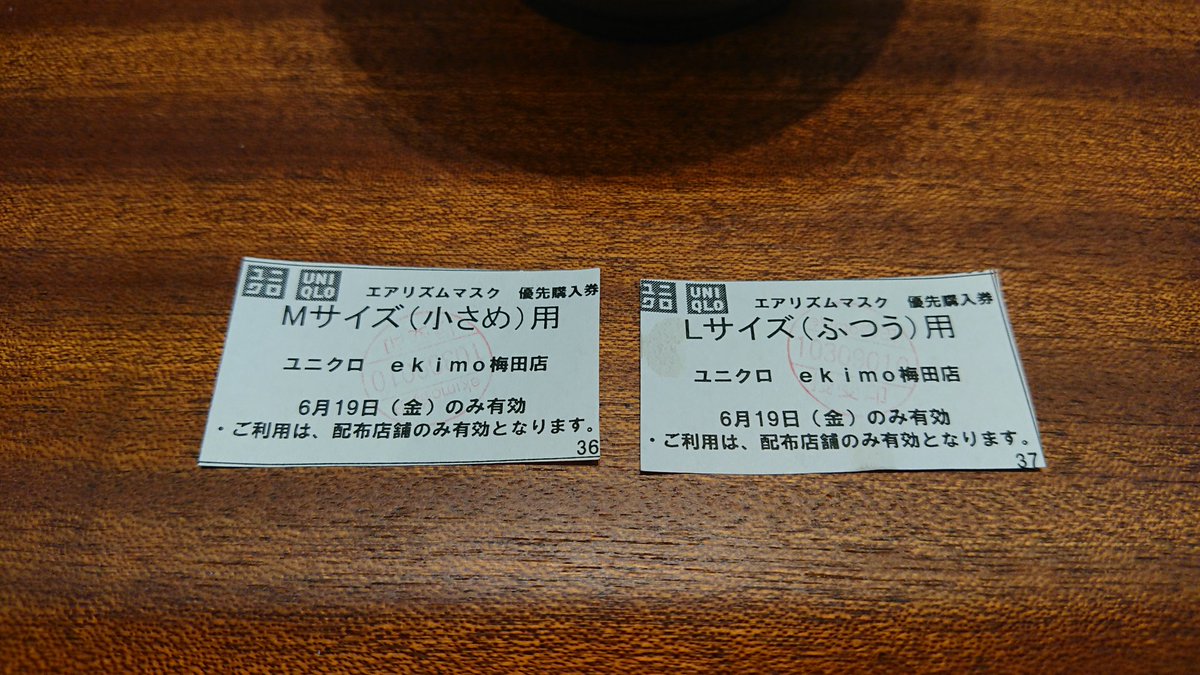 ユニクロ UNIQLO エアリズムマスク 優先購入券
Mサイズ(小さめ)用
ユニクロ ekimo梅田店
6月19日(金)のみ有効
・ご利用は、配布店舗のみ有効となります。
36
ユニクロ UNIQLO エアリズムマスク 優先購入券
Lサイズ(ふつう)用
ユニクロ ekimo梅田店
6月19日(金)のみ有効
・ご利用は、配布店舗のみ有効となります。
37